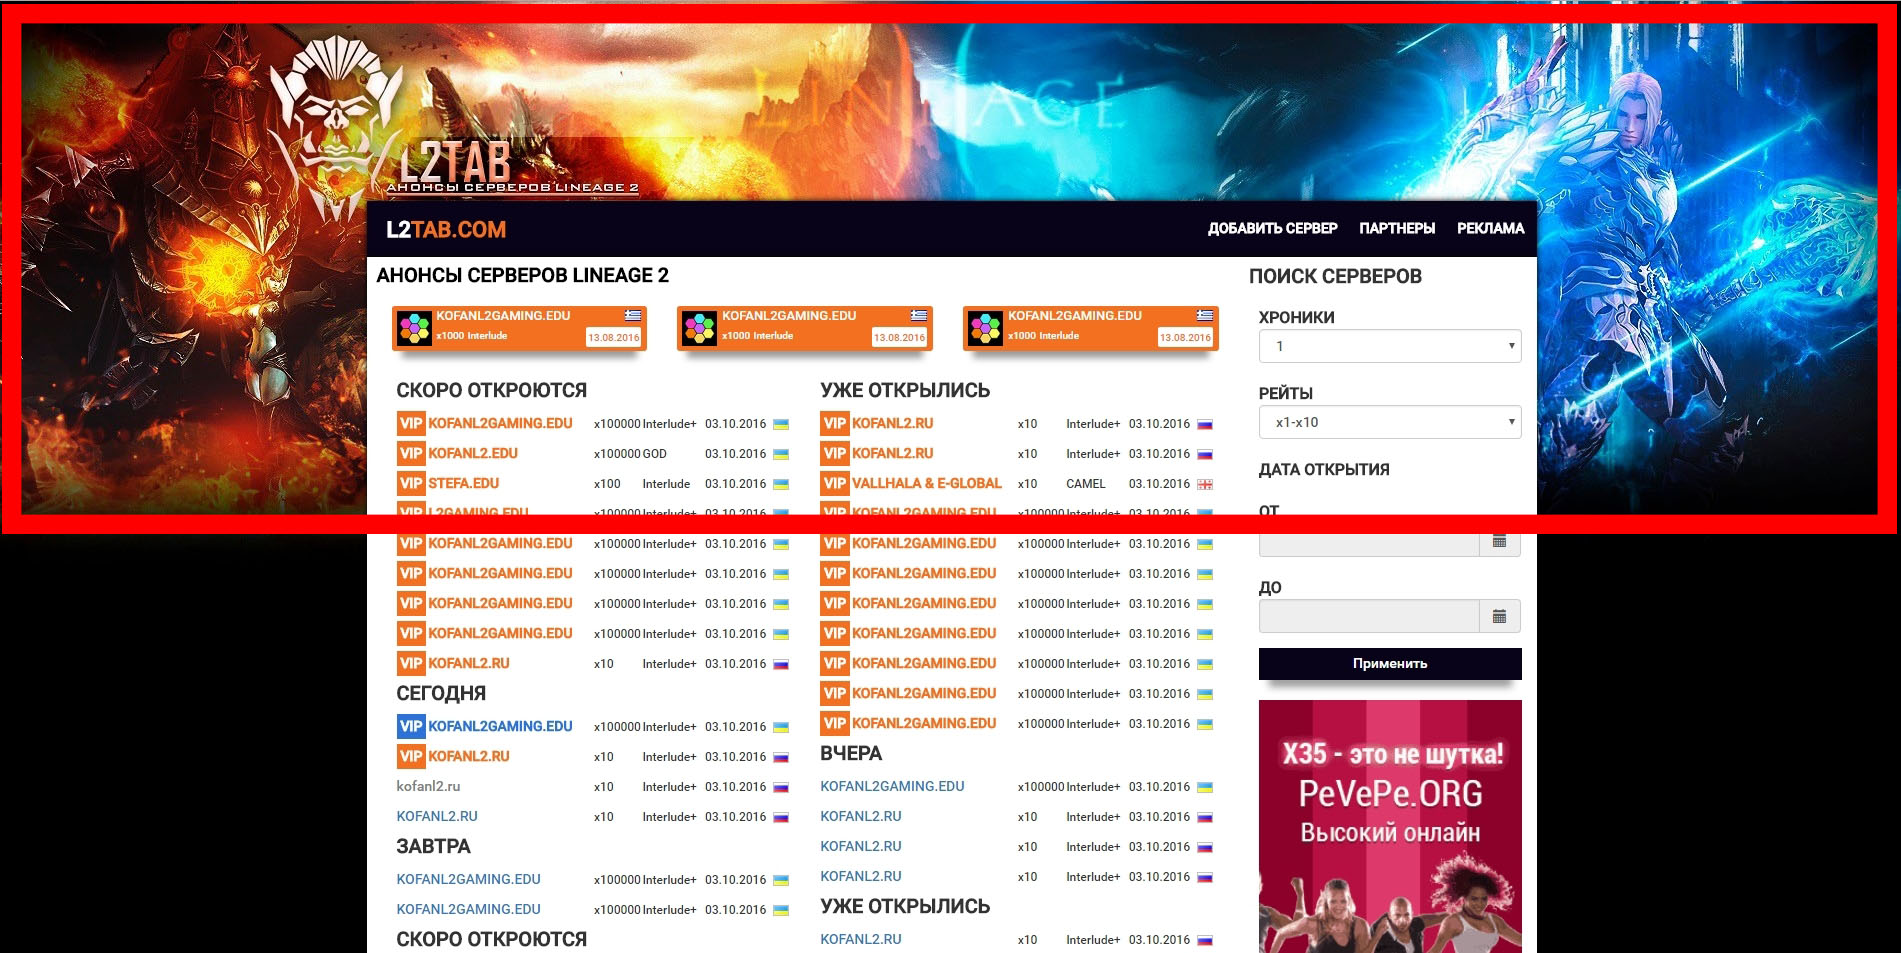 LINEAGE
L2TAB
АНОНСЫ СЕРВЕРОВ LINEAGE 2
L2TAB.COM
ДОБАВИТЬ СЕРВЕР ПАРТНЕРЫ РЕКЛАМА
АНОНСЫ СЕРВЕРОВ LINEAGE 2
KOFANL2GAMING.EDU
x1000 Interlude 13.08.2016
KOFANL2GAMING.EDU
x1000 Interlude 13.08.2016
KOFANL2GAMING.EDU
x1000 Interlude 13.08.2016
СКОРО ОТКРОЮТСЯ
VIP KOFANL2GAMING.EDU x100000 Interlude+ 03.10.2016
VIP KOFANL2.EDU x100000 GOD 03.10.2016
VIP STEFA.EDU x100 Interlude 03.10.2016
VIP L2GAMING.EDU x100000 Interlude+ 03.10.2016
VIP KOFANL2GAMING.EDU x100000 Interlude+ 03.10.2016
VIP KOFANL2GAMING.EDU x100000 Interlude+ 03.10.2016
VIP KOFANL2GAMING.EDU x100000 Interlude+ 03.10.2016
VIP KOFANL2GAMING.EDU x100000 Interlude+ 03.10.2016
VIP KOFANL2.RU x10 Interlude+ 03.10.2016
СЕГОДНЯ
VIP KOFANL2GAMING.EDU x100000 Interlude+ 03.10.2016
VIP KOFANL2.RU x10 Interlude+ 03.10.2016
kofanl2.ru x10 Interlude+ 03.10.2016
KOFANL2.RU x10 Interlude+ 03.10.2016
ЗАВТРА
KOFANL2GAMING.EDU x100000 Interlude+ 03.10.2016
KOFANL2GAMING.EDU x100000 Interlude+ 03.10.2016
СКОРО ОТКРОЮТСЯ
УЖЕ ОТКРЫЛИСЬ
VIP KOFANL2.RU x10 Interlude+ 03.10.2016
VIP KOFANL2.RU x10 Interlude+ 03.10.2016
VIP VALLHALA & E-GLOBAL x10 CAMEL 03.10.2016
VIP KOFANL2GAMING.EDU x100000 Interlude+ 03.10.2016
VIP KOFANL2GAMING.EDU x100000 Interlude+ 03.10.2016
VIP KOFANL2GAMING.EDU x100000 Interlude+ 03.10.2016
VIP KOFANL2GAMING.EDU x100000 Interlude+ 03.10.2016
VIP KOFANL2GAMING.EDU x100000 Interlude+ 03.10.2016
VIP KOFANL2GAMING.EDU x100000 Interlude+ 03.10.2016
VIP KOFANL2GAMING.EDU x100000 Interlude+ 03.10.2016
VIP KOFANL2GAMING.EDU x100000 Interlude+ 03.10.2016
ВЧЕРА
KOFANL2GAMING.EDU x100000 Interlude+ 03.10.2016
KOFANL2.RU x10 Interlude+ 03.10.2016
KOFANL2.RU x10 Interlude+ 03.10.2016
KOFANL2.RU x10 Interlude+ 03.10.2016
УЖЕ ОТКРЫЛИСЬ
KOFANL2.RU x10 Interlude+ 03.10.2016
ПОИСК СЕРВЕРОВ
ХРОНИКИ
1
РЕЙТЫ
x1-x10
ДАТА ОТКРЫТИЯ
ОТ
ДО
Применить
X35 - это не шутка!
PeVePe.ORG
Высокий онлайн